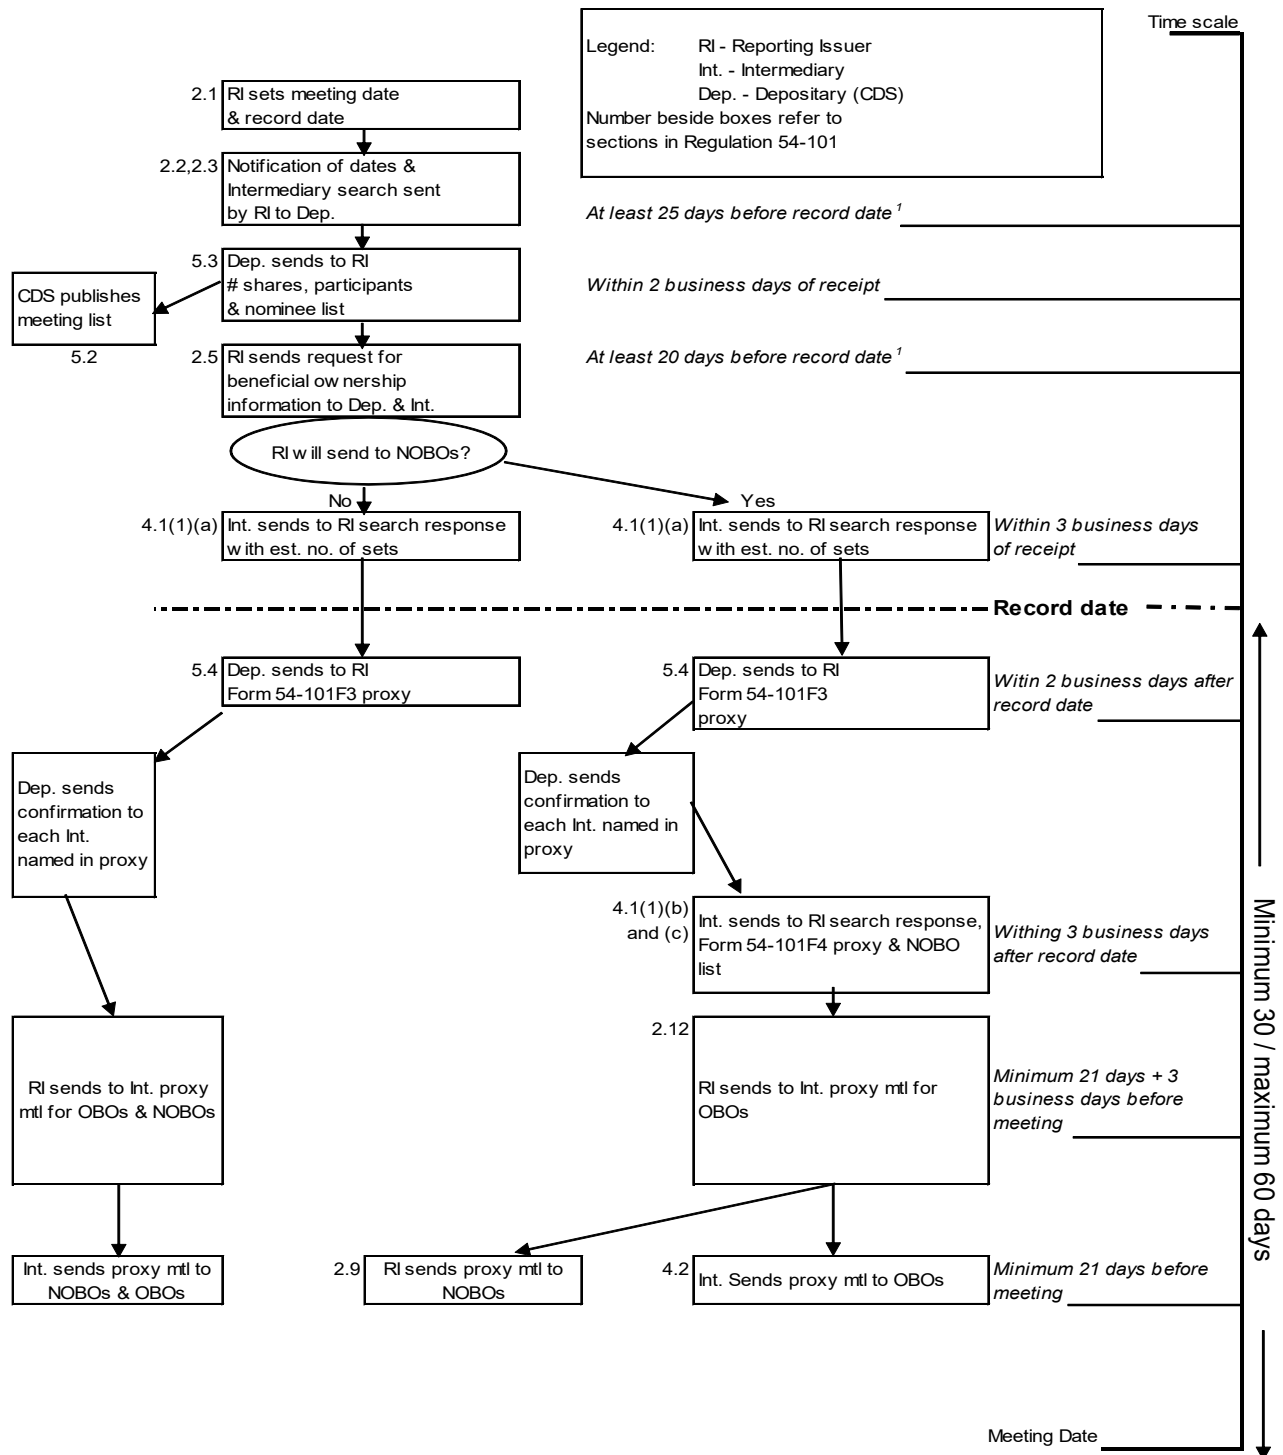 Time scale
Legend: RI - Reporting Issuer
Int. - Intermediary
Dep. - Depositary (CDS)
Number beside boxes refer to
sections in Regulation 54-101
2.1 RI sets meeting date
& record date
2.2,2.3 Notification of dates &
Intermediary search sent
by RI to Dep.
At least 25 days before record date 1
5.3 Dep. sends to RI
# shares, participants
& nominee list
Within 2 business days of receipt
CDS publishes
meeting list
5.2
2.5 RI sends request for
beneficial ow nership
information to Dep. & Int.
At least 20 days before record date 1
RI w ill send to NOBOs?
No
Yes
4.1(1)(a) Int. sends to RI search response
w ith est. no. of sets
4.1(1)(a) Int. sends to RI search response
w ith est. no. of sets
Within 3 business days
of receipt
Record date
5.4 Dep. sends to RI
Form 54-101F3 proxy
5.4 Dep. sends to RI
Form 54-101F3
proxy
Witin 2 business days after
record date
Dep. sends
confirmation to
each Int.
named in proxy
Dep. sends
confirmation to
each Int. named in
proxy
4.1(1)(b)
and (c)
Int. sends to RI search response,
Form 54-101F4 proxy & NOBO
list
Withing 3 business days
after record date
RI sends to Int. proxy
mtl for OBOs & NOBOs
2.12
RI sends to Int. proxy mtl for
OBOs
Minimum 21 days + 3
business days before
meeting
Int. sends proxy mtl to
NOBOs & OBOs
2.9 RI sends proxy mtl to
NOBOs
4.2 Int. Sends proxy mtl to OBOs
Minimum 21 days before
meeting
Minimum 30 / maximum 60 days
Meeting Date